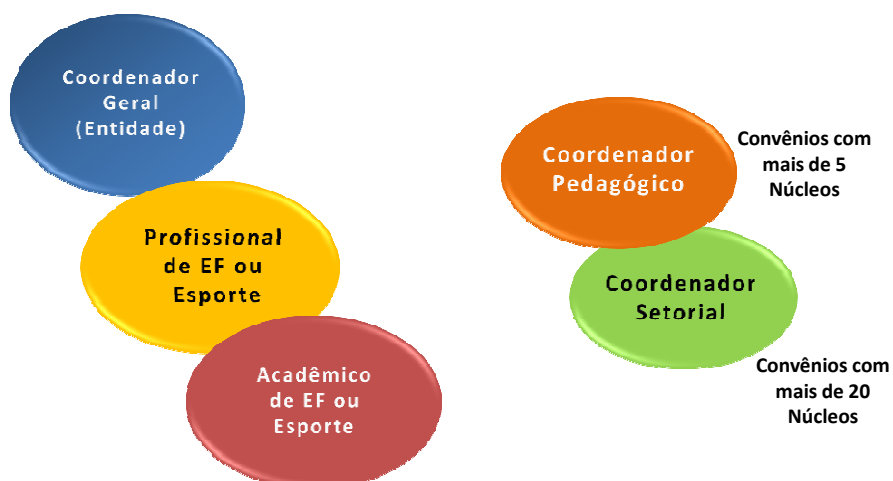 Coordenador
Geral
(Entidade)
Profissional
de EF ou
Esporte
Acadêmico
de EF ou
Esporte
Coordenador
Pedagógico
Convênios com
mais de 5
Núcleos
Coordenador
Setorial
Convênios com
mais de 20
Núcleos